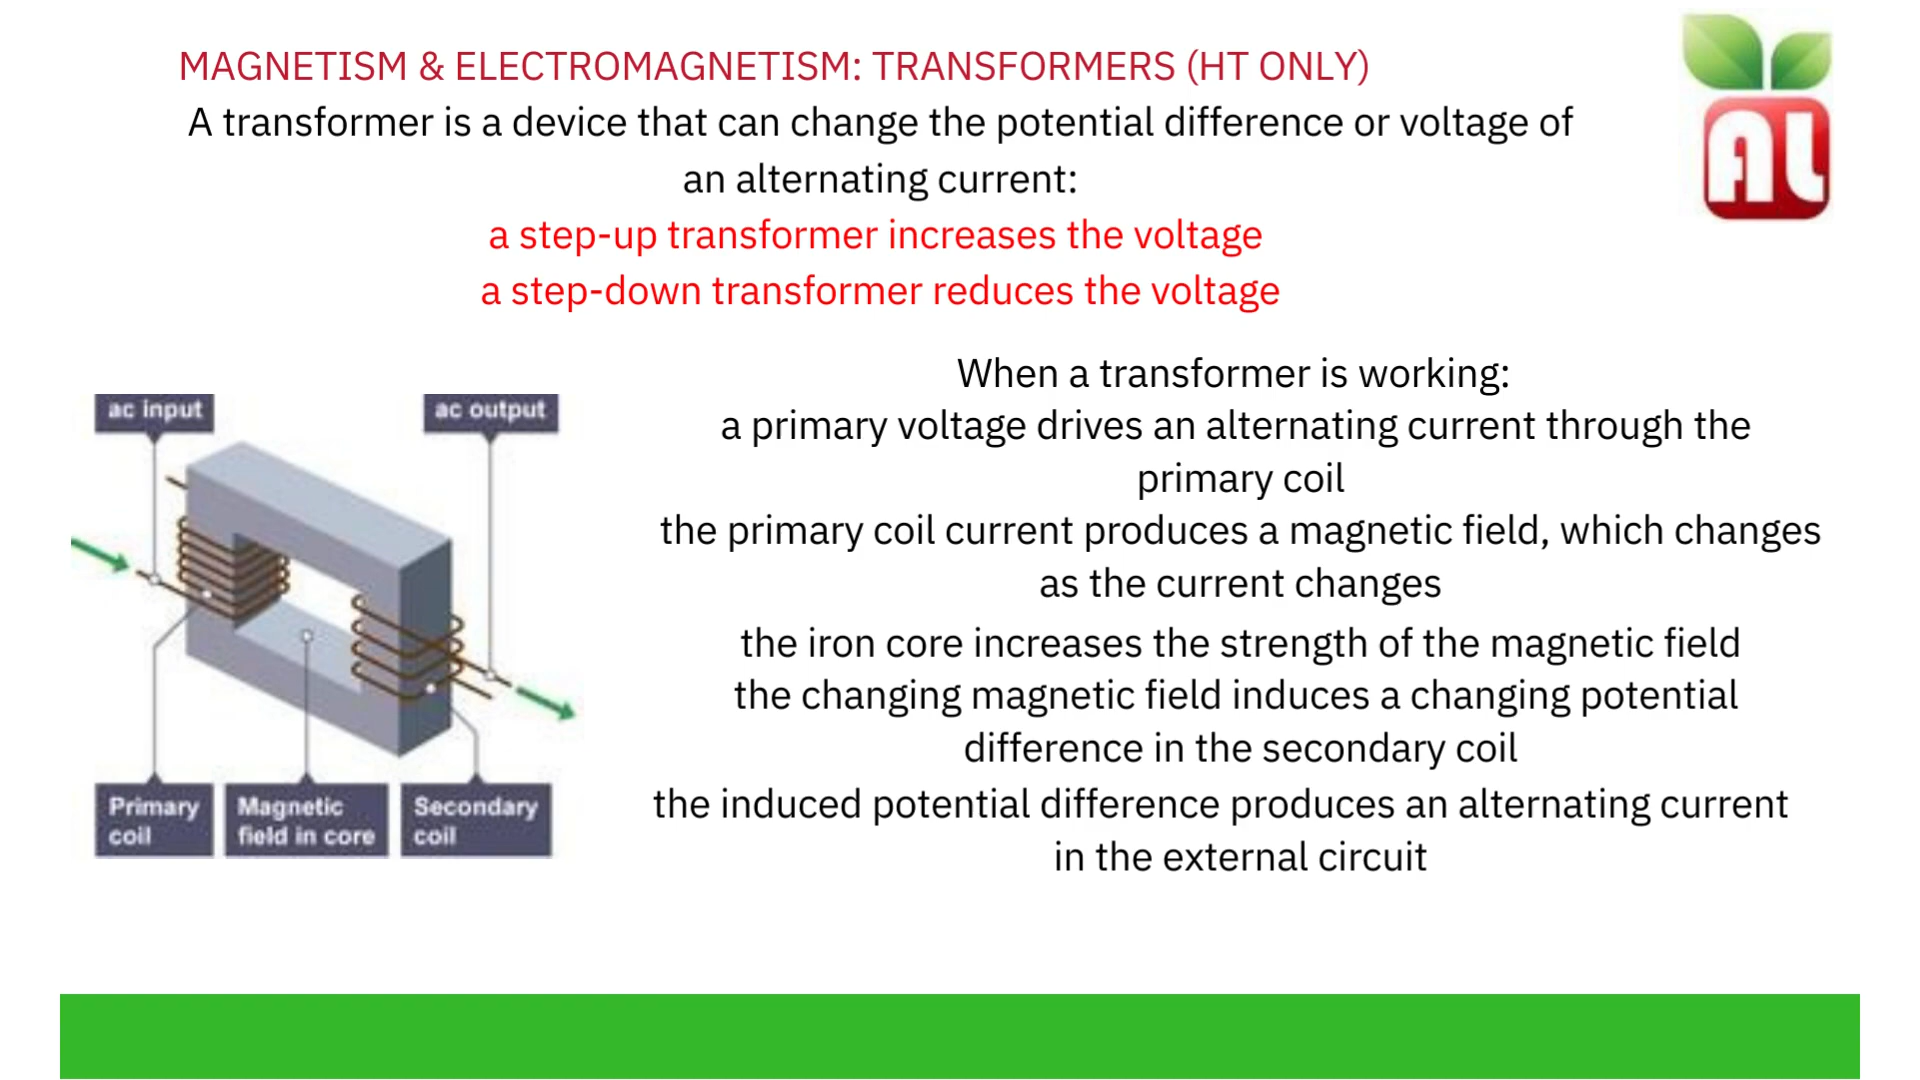 MAGNETISM & ELECTROMAGNETISM: TRANSFORMERS (HT ONLY)
A transformer is a device that can change the potential difference or voltage of
an alternating current:
a step-up transformer increases the voltage
a step-down transformer reduces the voltage
AL
When a transformer is working:
a primary voltage drives an alternating current through the
primary coil
the primary coil current produces a magnetic field, which changes
as the current changes
the iron core increases the strength of the magnetic field
the changing magnetic field induces a changing potential
difference in the secondary coil
the induced potential difference produces an alternating current
in the external circuit
ac input
ac output
Primary
coil
Magnetic
field in core
Secondary
coil